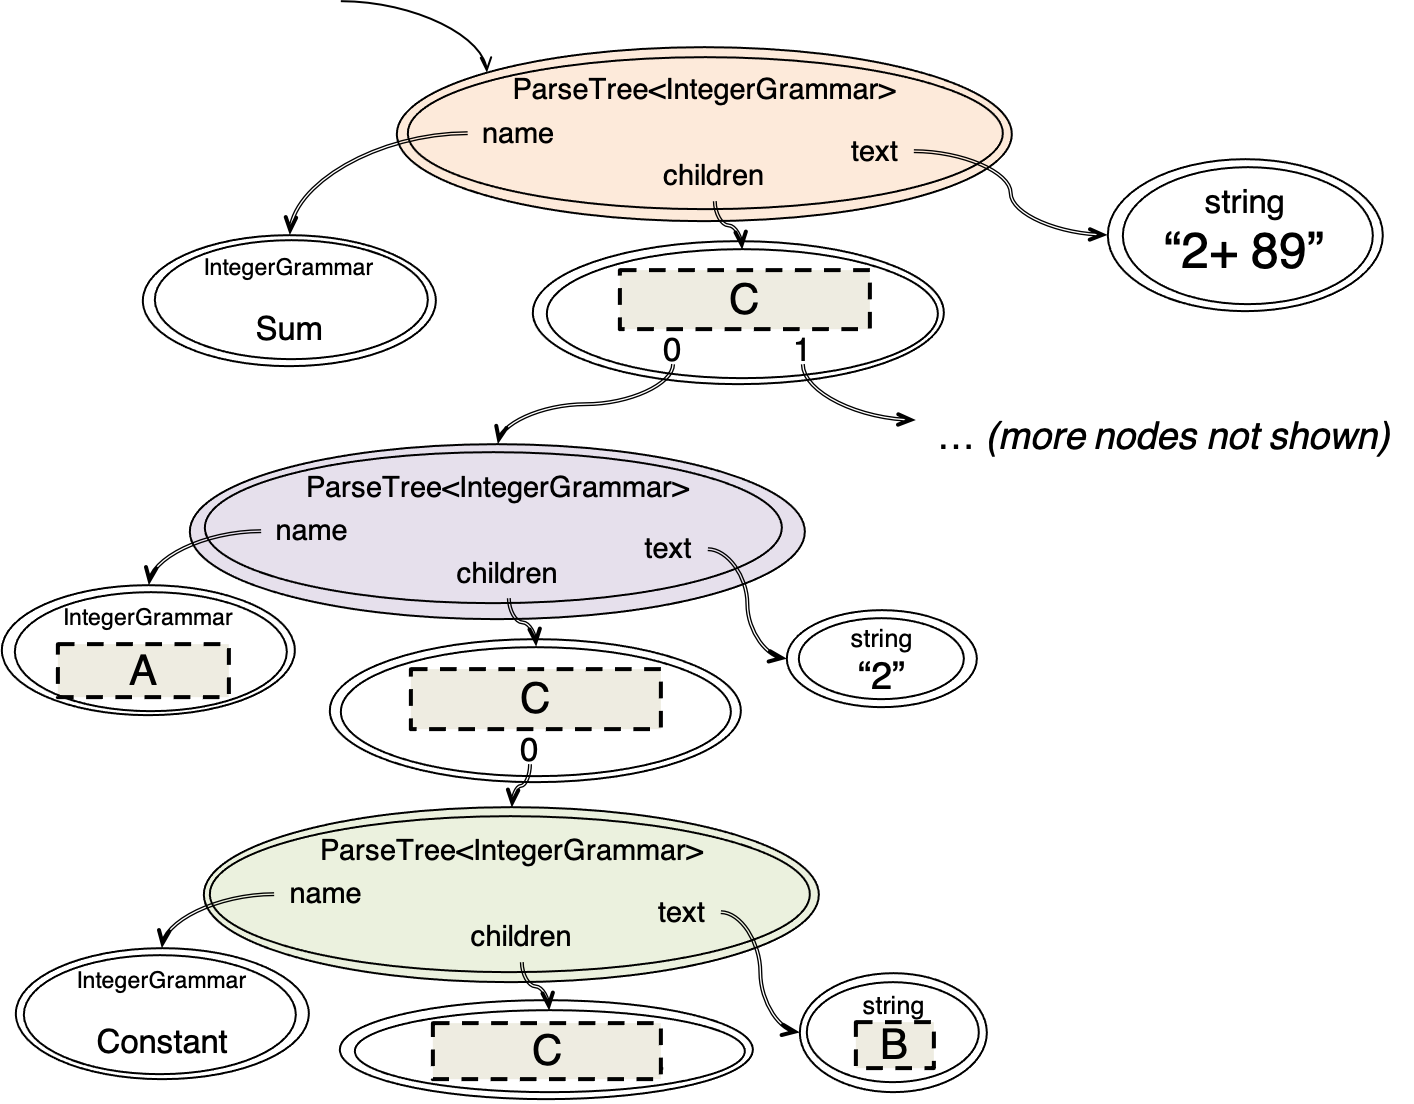 ParseTree<IntegerGrammar>
name
text
children
string
“2+ 89”
IntegerGrammar
Sum
C
0 1
... (more nodes not shown)
ParseTree<IntegerGrammar>
name
text
children
IntegerGrammar
A
string
“2”
C
0
ParseTree<IntegerGrammar>
name
text
children
IntegerGrammar
Constant
string
B
C